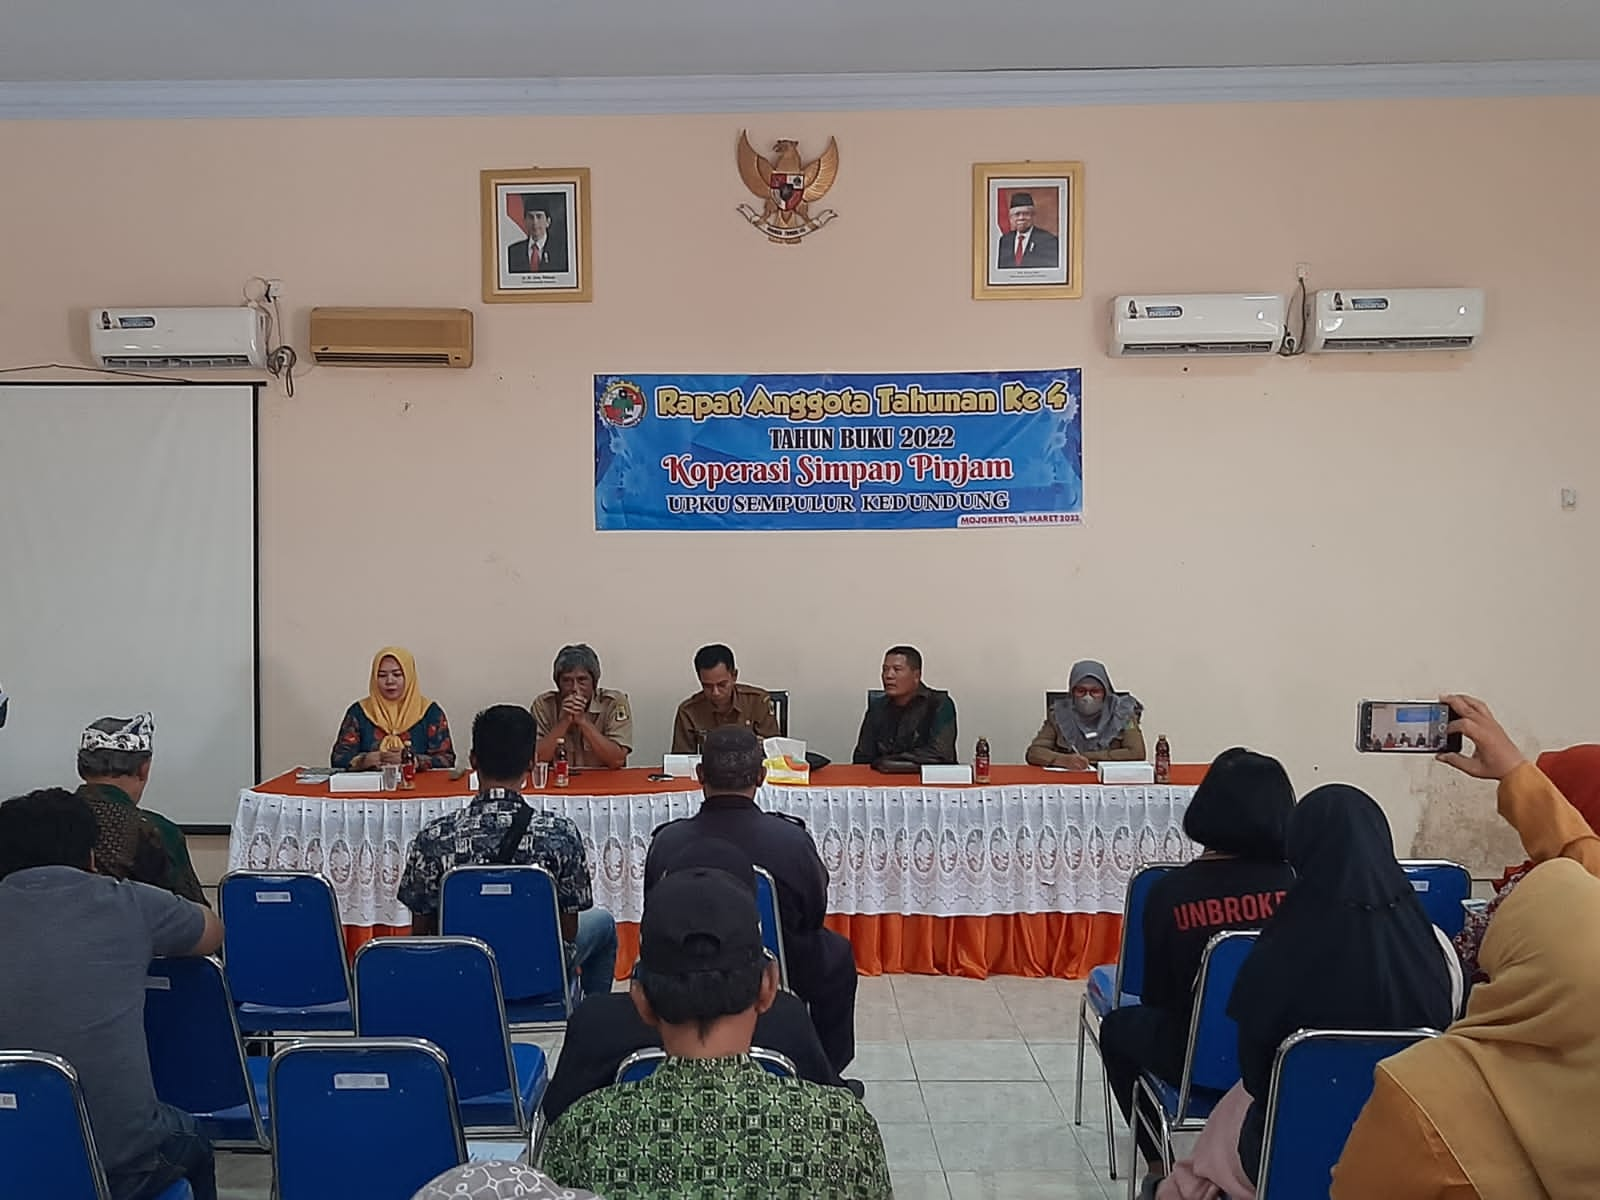 Rapat Anggota Tahunan Ke 4
TAHUN BUKU 2022
Koperasi Simpan Pinjam
UPKU SEMPULUR KEDUNDUNG
MOJOKERTO, 14 MARET 2023
UNBROKE